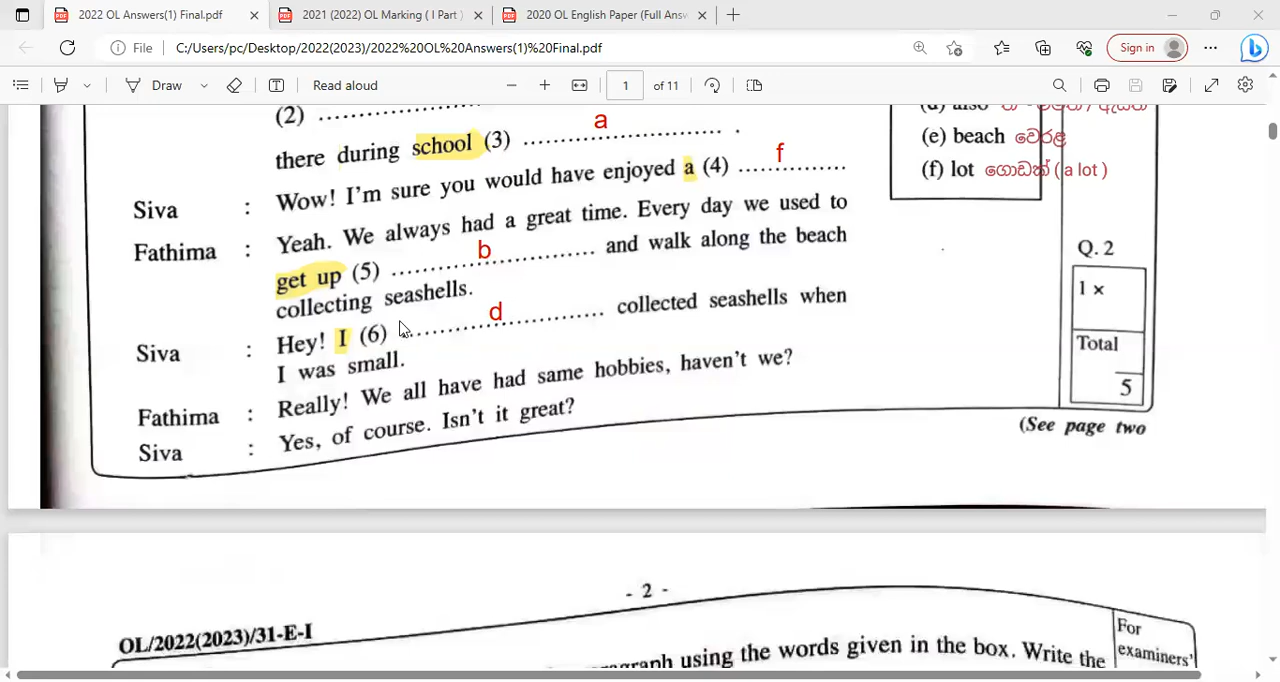 2022 OL Answers(1) Final.pdf
2021 (2022) OL Marking ( I Part )
2020 OL English Paper (Full Answ
File C:/Users/pc/Desktop/2022(2023)/2022%20OL%20Answers(1)%20Final.pdf
Sign in
Draw
Read aloud
1 of 11
(2) ..........................
there during school (3) .......................... .
a
Siva : Wow! I'm sure you would have enjoyed a (4) ...............
f
Fathima : Yeah. We always had a great time. Every day we used to
get up (5) .......................... and walk along the beach
b
collecting seashells.
Siva : Hey! I (6) .......................... collected seashells when
d
I was small.
Fathima : Really! We all have had same hobbies, haven't we?
Siva : Yes, of course. Isn't it great?
(d) also
(e) beach වෙරළ
(f) lot ගොඩක් ( a lot )
Q. 2
1 ×
Total
5
(See page two
- 2 -
OL/2022(2023)/31-E-I
For
examiners'
using the words given in the box. Write the